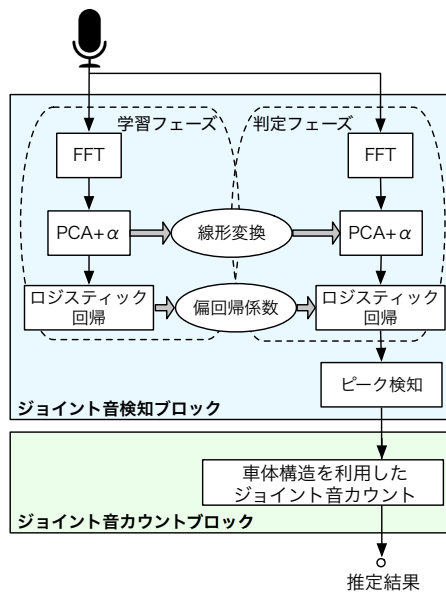 学習フェーズ
判定フェーズ
FFT
FFT
PCA+α
線形変換
PCA+α
ロジスティック
回帰
偏回帰係数
ロジスティック
回帰
ピーク検知
ジョイント音検知ブロック
車体構造を利用した
ジョイント音カウント
ジョイント音カウントブロック
推定結果